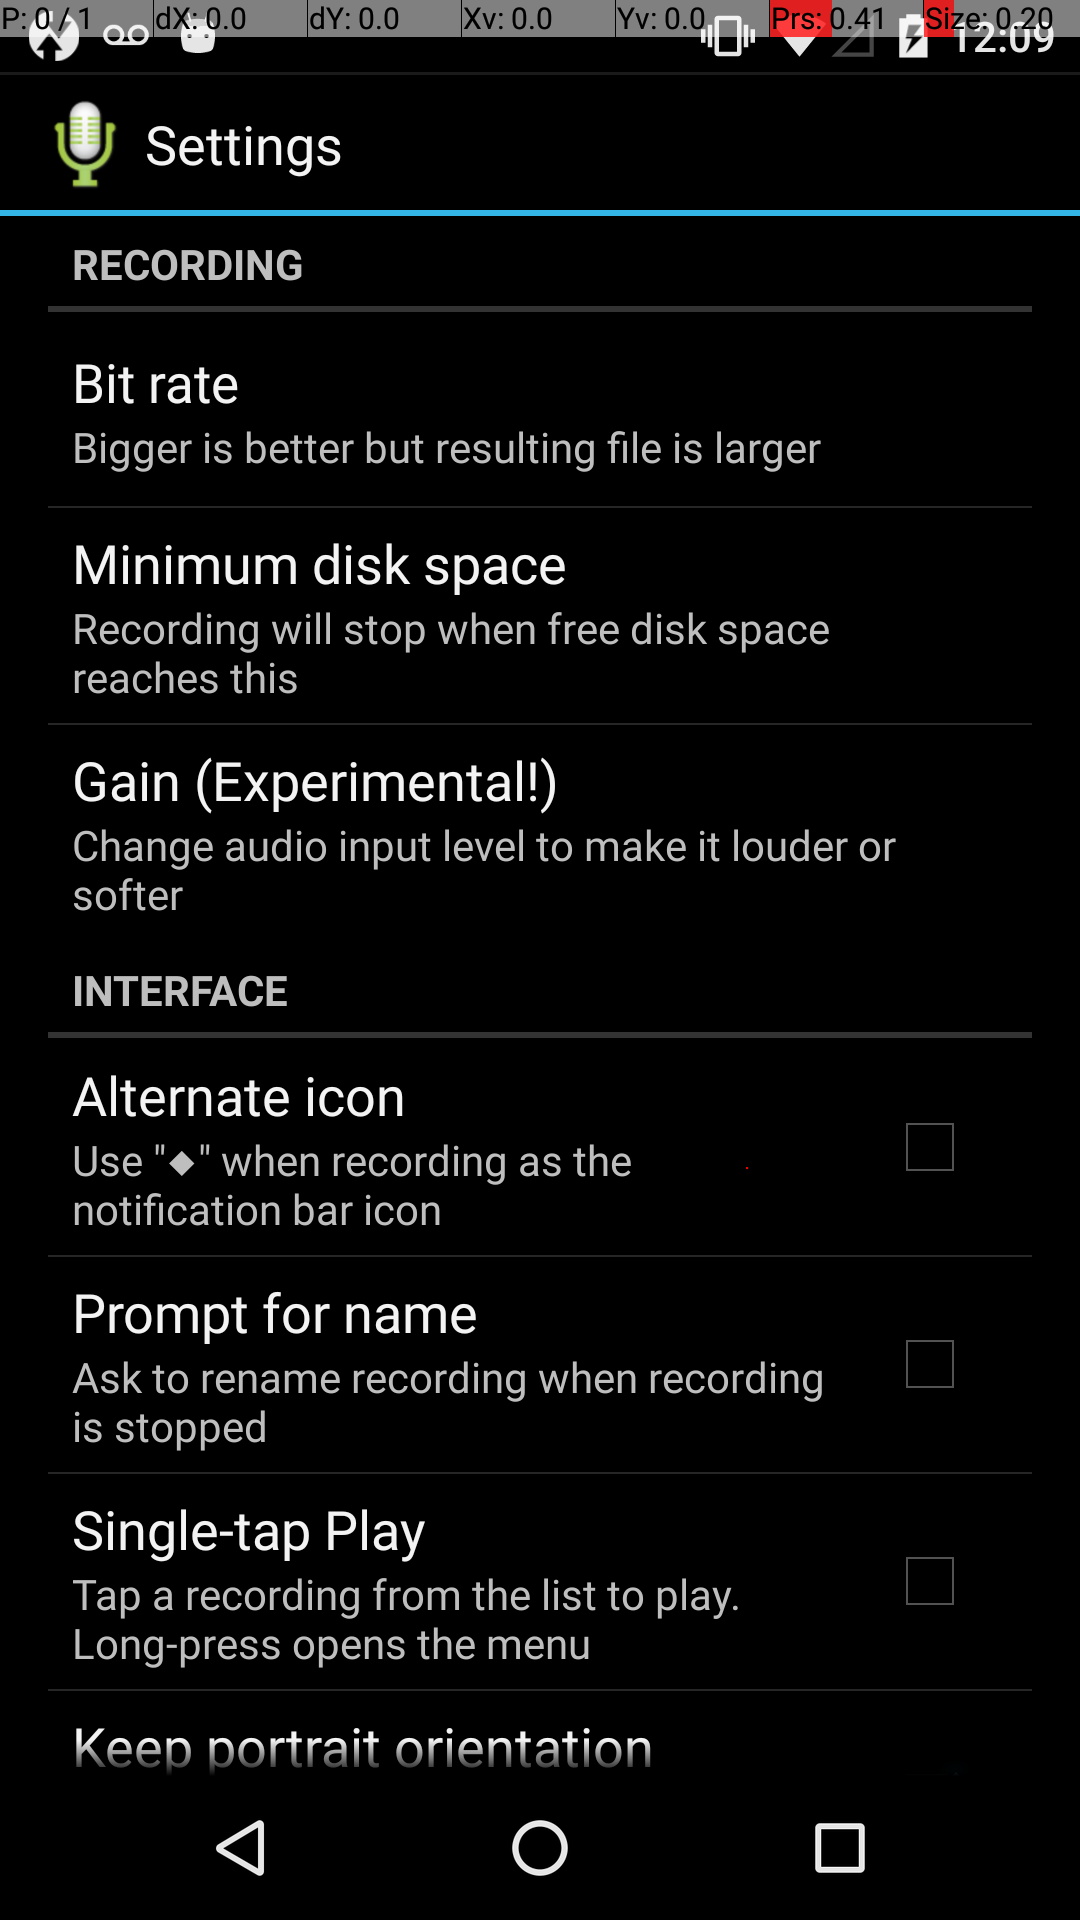 P: 0 / 1 dX: 0.0 dY: 0.0 Xv: 0.0 Yv: 0.0 Prs: 0.41 Size: 0.20
12:09
Settings
RECORDING
Bit rate
Bigger is better but resulting file is larger
Minimum disk space
Recording will stop when free disk space
reaches this
Gain (Experimental!)
Change audio input level to make it louder or
softer
INTERFACE
Alternate icon
Use "◆" when recording as the
notification bar icon
Prompt for name
Ask to rename recording when recording
is stopped
Single-tap Play
Tap a recording from the list to play.
Long-press opens the menu
Keep portrait orientation